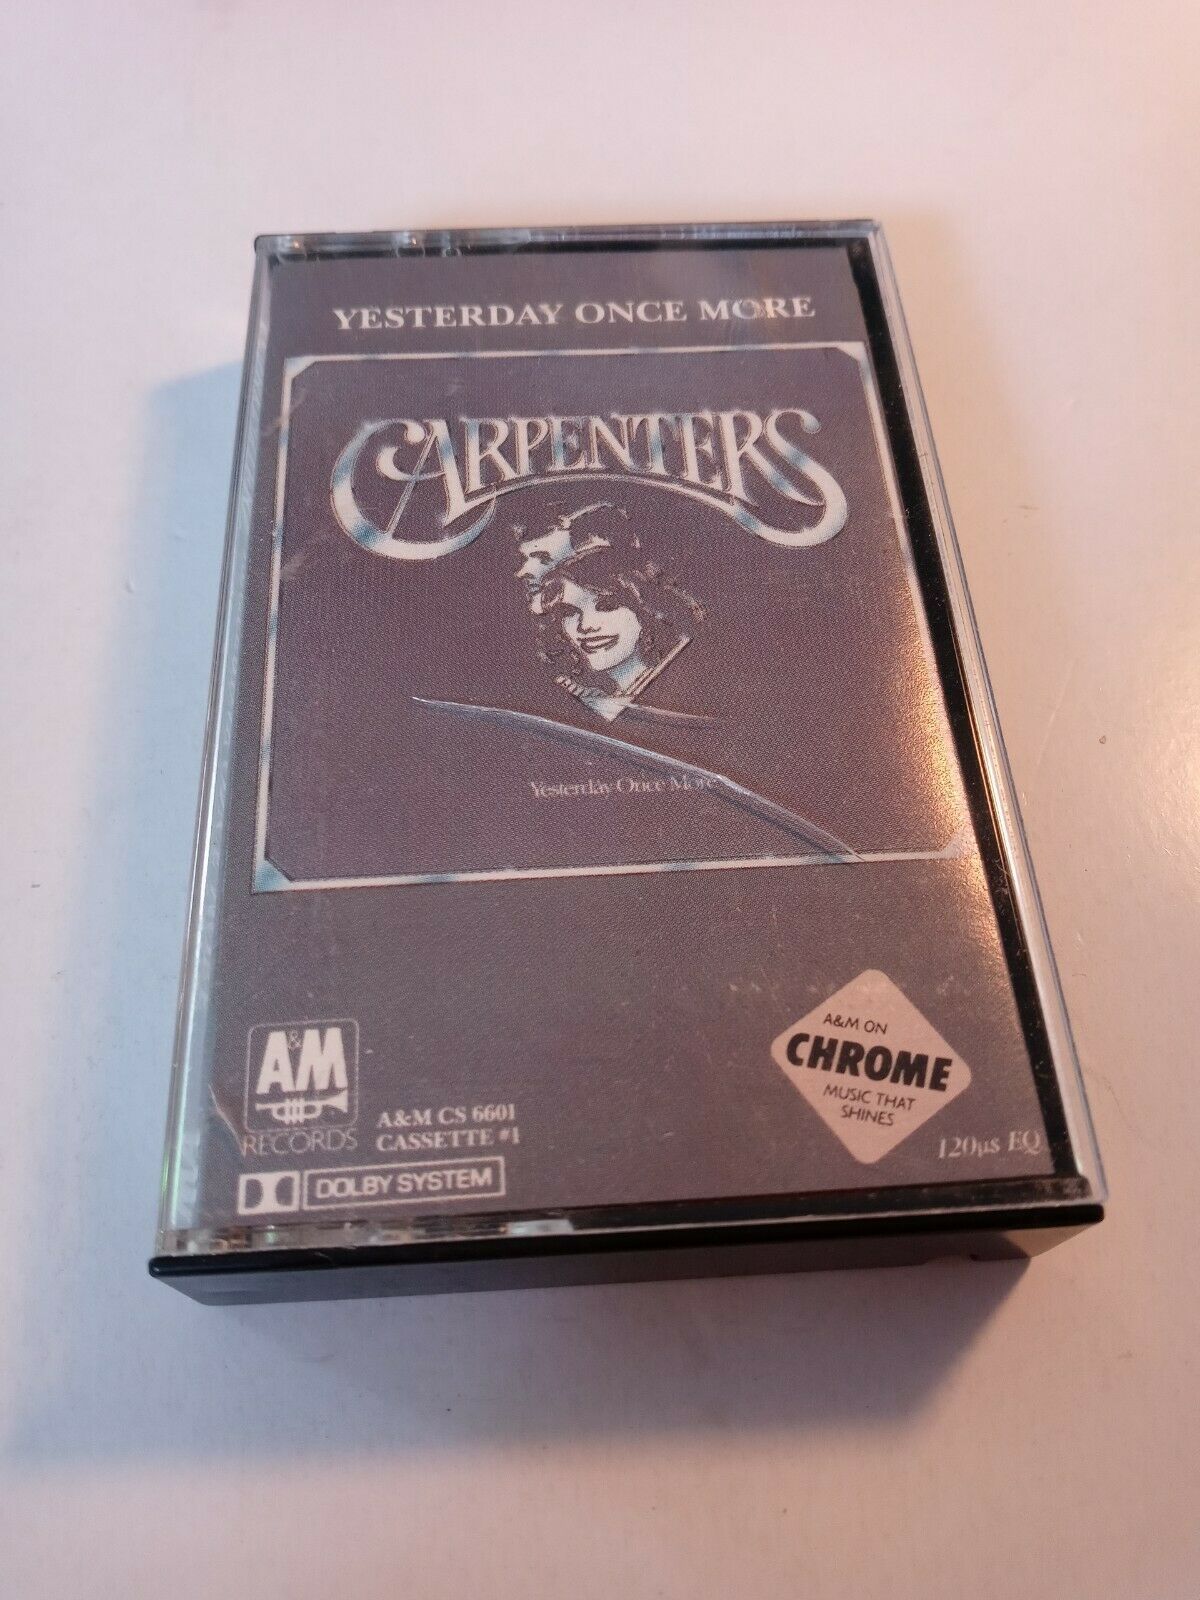 YESTERDAY ONCE MORE
CARPENTERS
Yesterday Once More
A&M
RECORDS
A&M CS 6601
CASSETTE #1
DOLBY SYSTEM
A&M ON
CHROME
MUSIC THAT
SHINES
120µs EQ